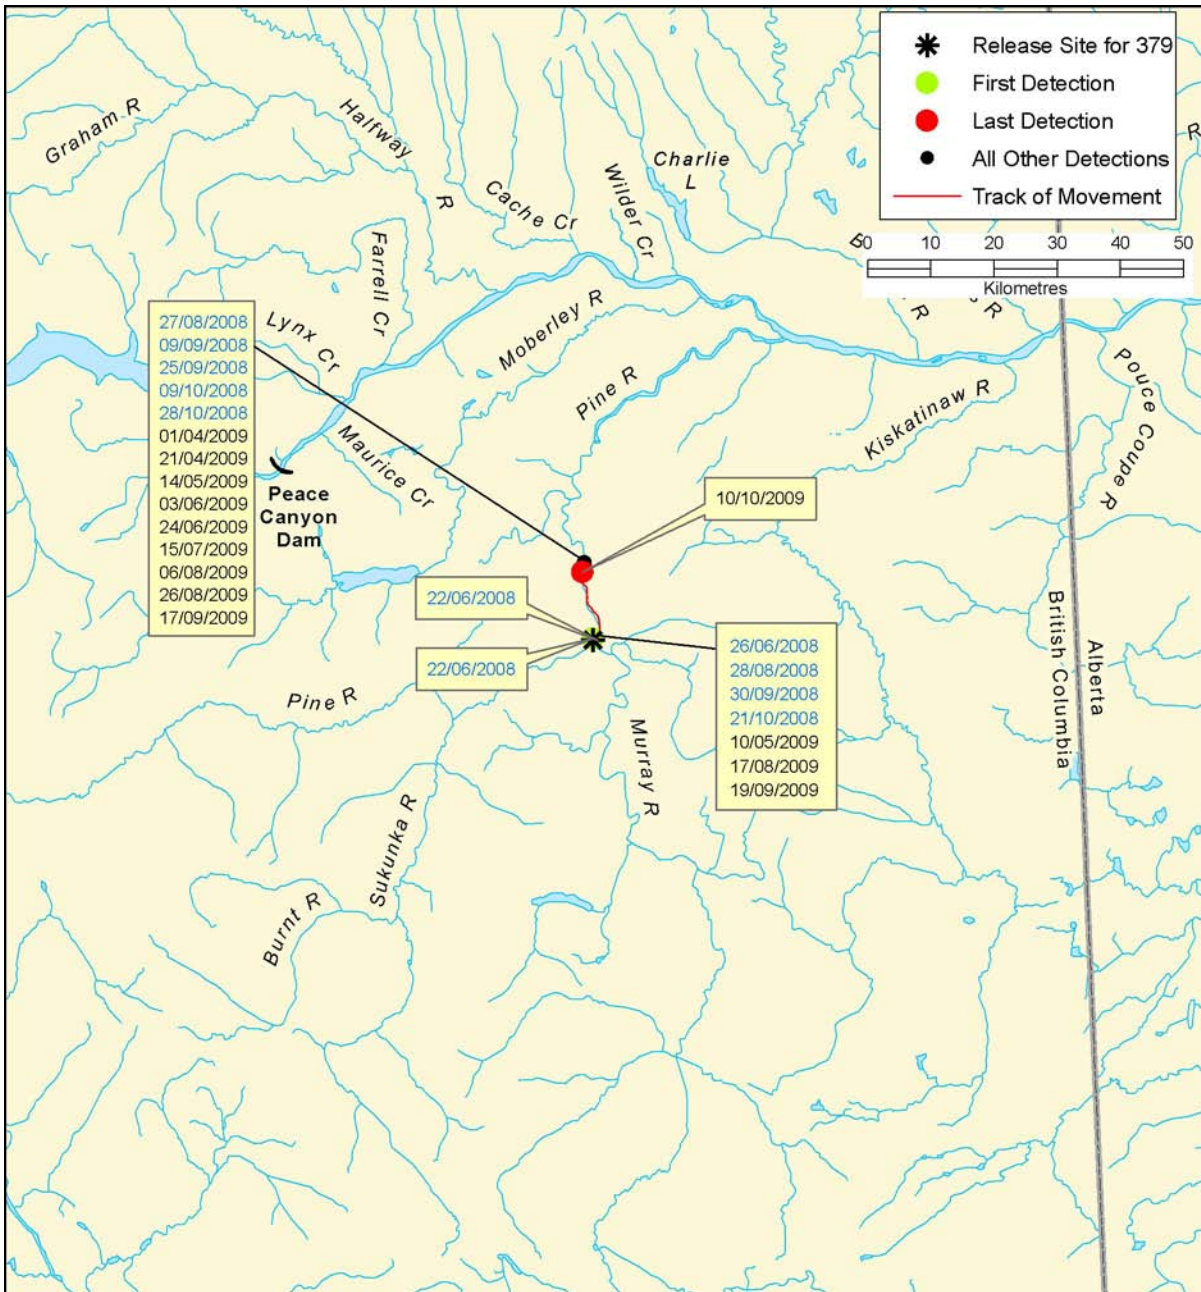 Release Site for 379
First Detection
Last Detection
All Other Detections
Track of Movement
0 10 20 30 40 50
Kilometres
Graham R
Halfway R
Cache Cr
Wilder Cr
Charlie L
Farrell Cr
Lynx Cr
Moberley R
Pine R
Maurice Cr
Kiskatinaw R
Pouce Coupe R
Peace
Canyon
Dam
27/08/2008
09/09/2008
25/09/2008
09/10/2008
28/10/2008
01/04/2009
21/04/2009
14/05/2009
03/06/2009
24/06/2009
15/07/2009
06/08/2009
26/08/2009
17/09/2009
10/10/2009
22/06/2008
22/06/2008
26/06/2008
28/08/2008
30/09/2008
21/10/2008
10/05/2009
17/08/2009
19/09/2009
Pine R
Murray R
Sukunka R
Burnt R
British Columbia
Alberta
R
R
R